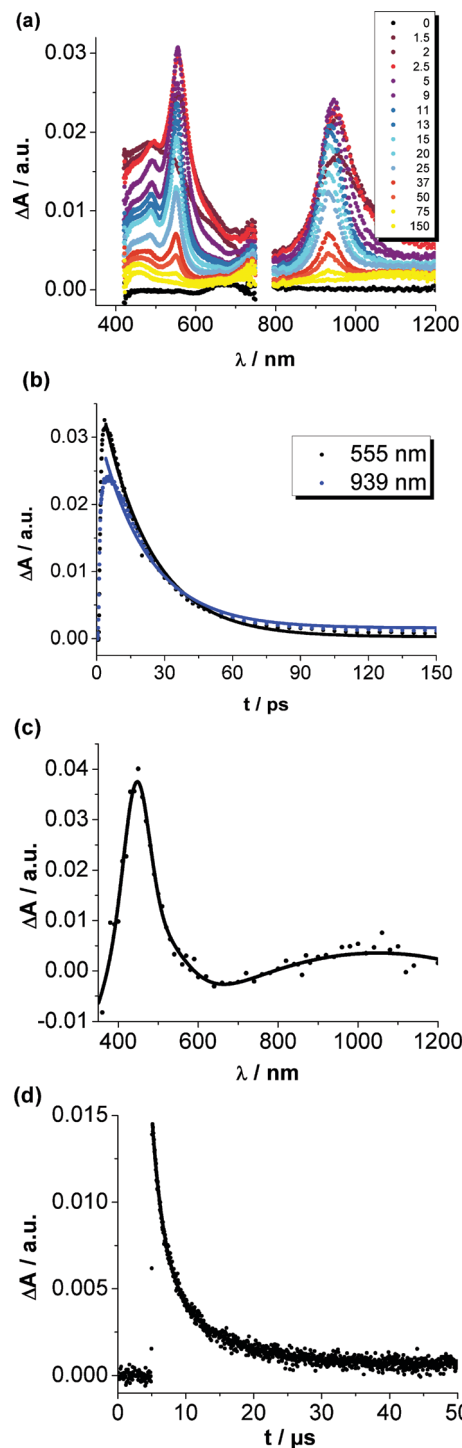 (a)
0.03
0.02
0.01
0.00
ΔA / a.u.
400 600 800 1000 1200
λ / nm
0
1.5
2
2.5
5
9
11
13
15
20
25
37
50
75
150
(b)
0.03
0.02
0.01
0.00
ΔA / a.u.
0 30 60 90 120 150
t / ps
555 nm
939 nm
(c)
0.04
0.03
0.02
0.01
0.00
-0.01
ΔA / a.u.
400 600 800 1000 1200
λ / nm
(d)
0.015
0.010
0.005
0.000
ΔA / a.u.
0 10 20 30 40 50
t / µs